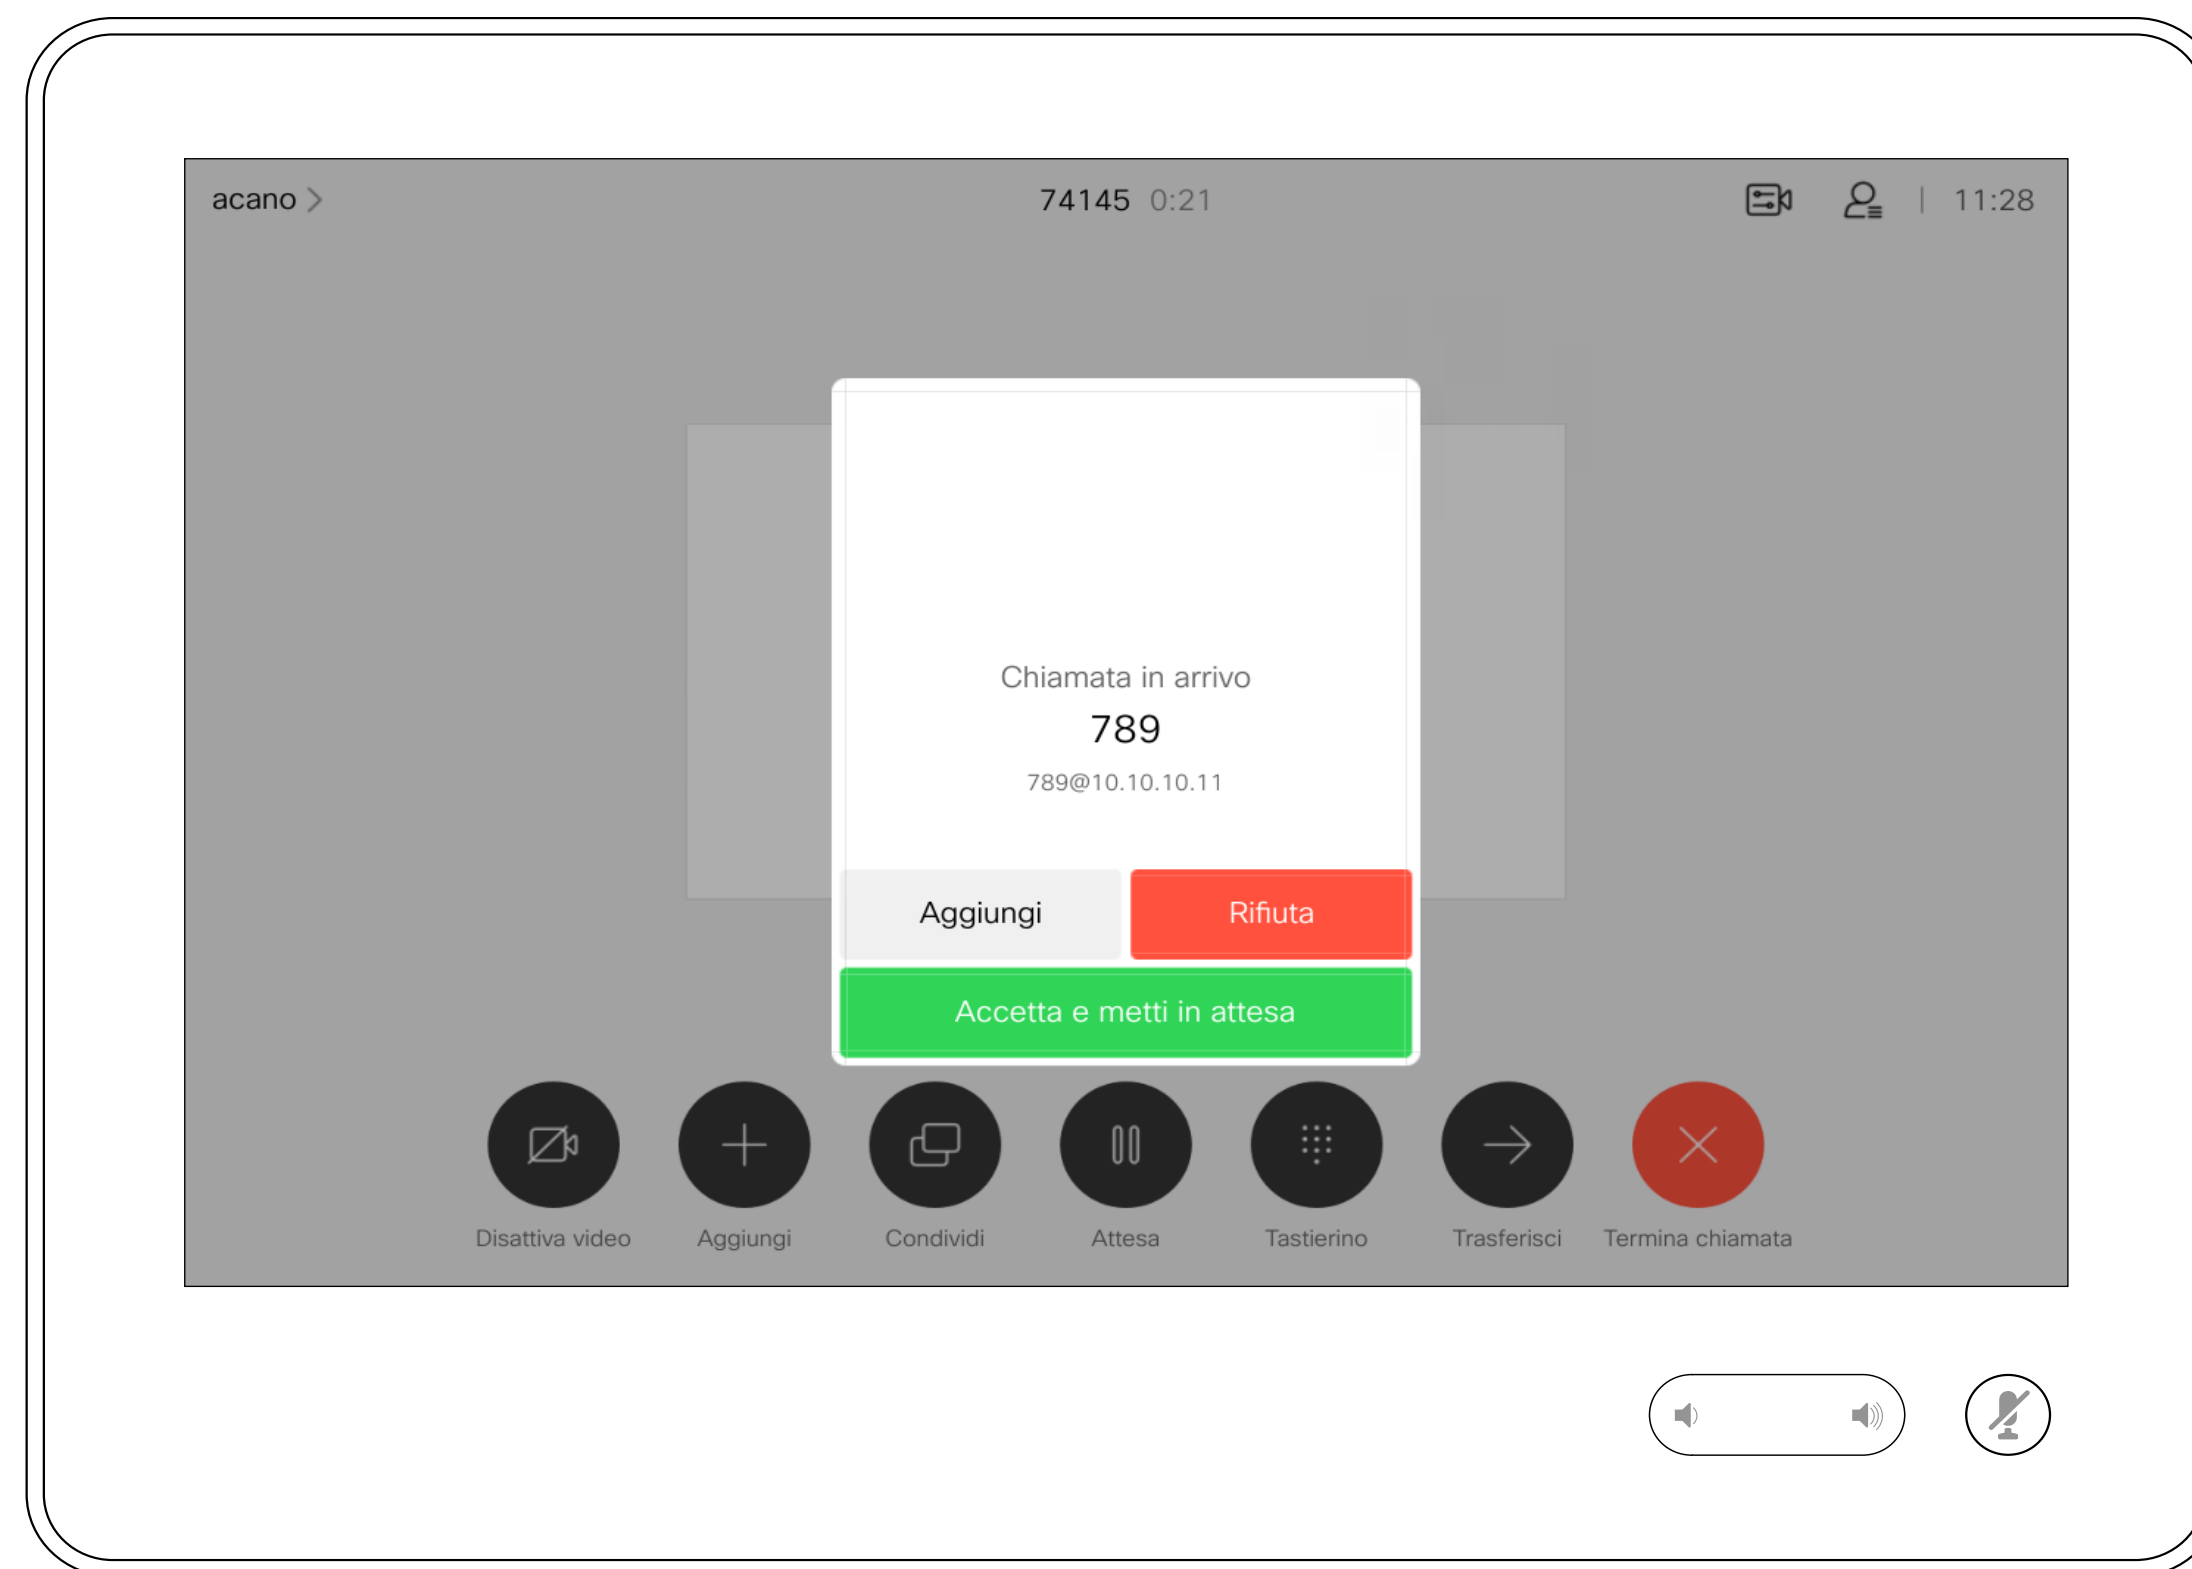 acano
74145 0:21
11:28
Chiamata in arrivo
789
789@10.10.10.11
Aggiungi
Rifiuta
Accetta e metti in attesa
Disattiva video
Aggiungi
Condividi
Attesa
Tastierino
Trasferisci
Termina chiamata